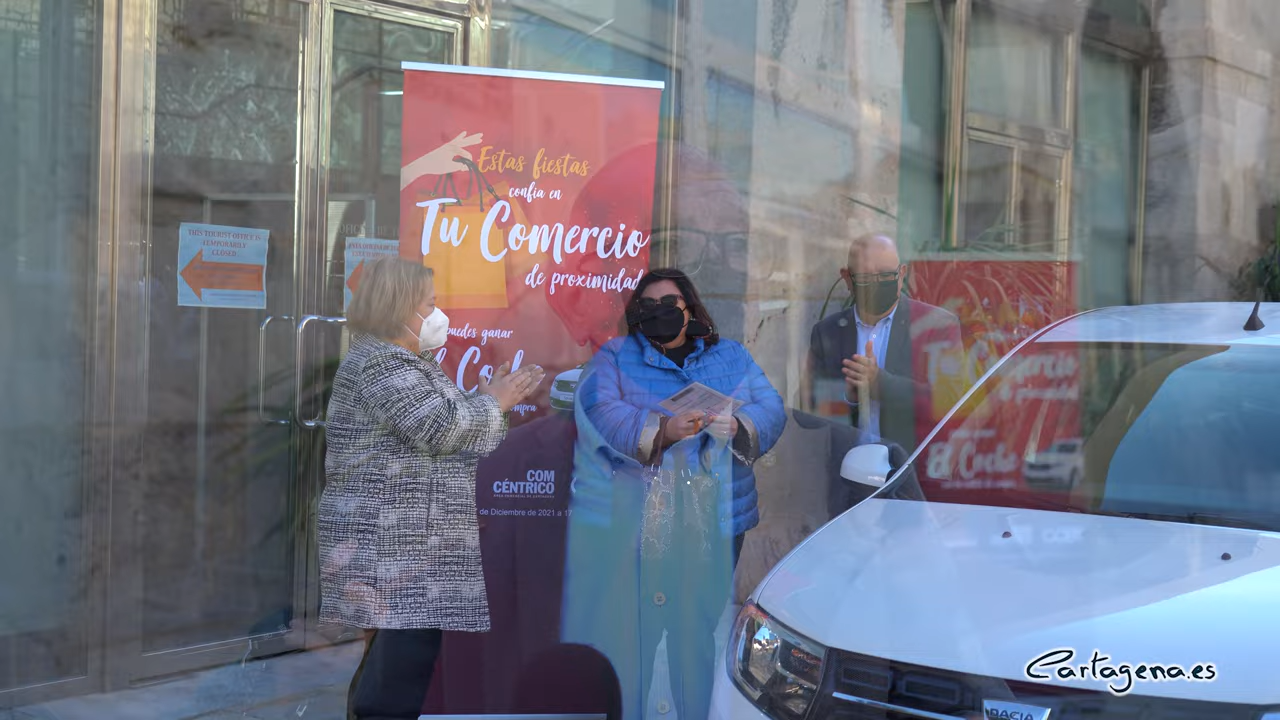 Estas fiestas
confía en
Tu Comercio
de proximidad
puedes ganar
COM
CÉNTRICO
de Diciembre de 2021 a
THIS TOURIST OFFICE IS
TEMPORARILY
CLOSED
Tu Comercio
de proximidad
El Coche
DACIA
Cartagena.es